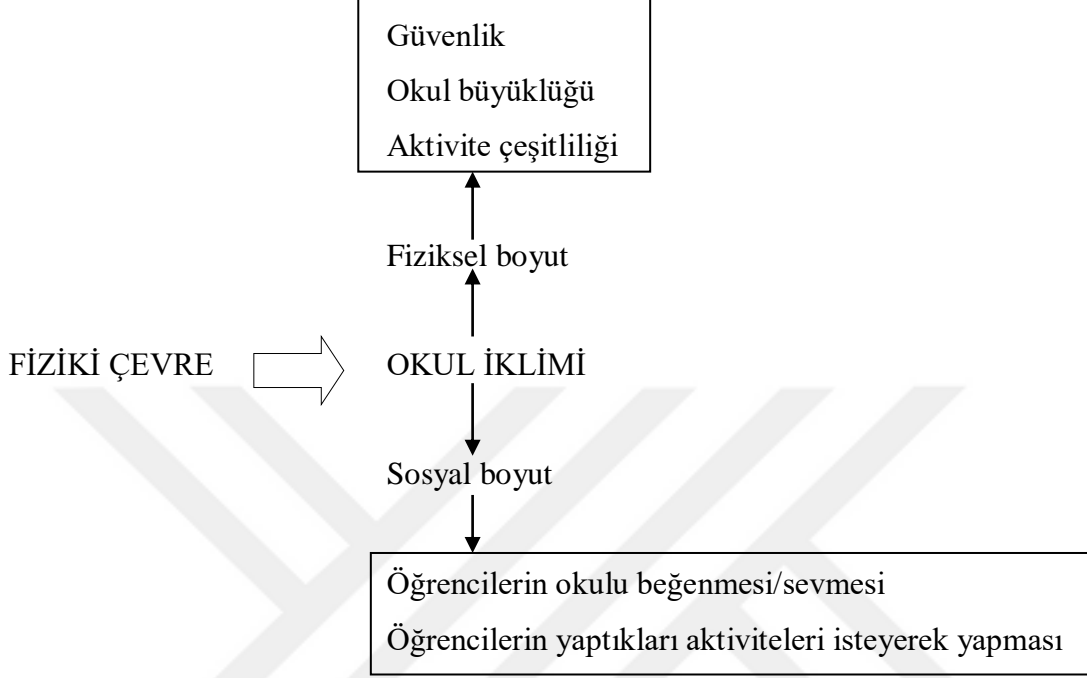 Güvenlik
Okul büyüklüğü
Aktivite çeşitliliği
Fiziksel boyut
FİZİKİ ÇEVRE
OKUL İKLİMİ
Sosyal boyut
Öğrencilerin okulu beğenmesi/sevmesi
Öğrencilerin yaptıkları aktiviteleri isteyerek yapması